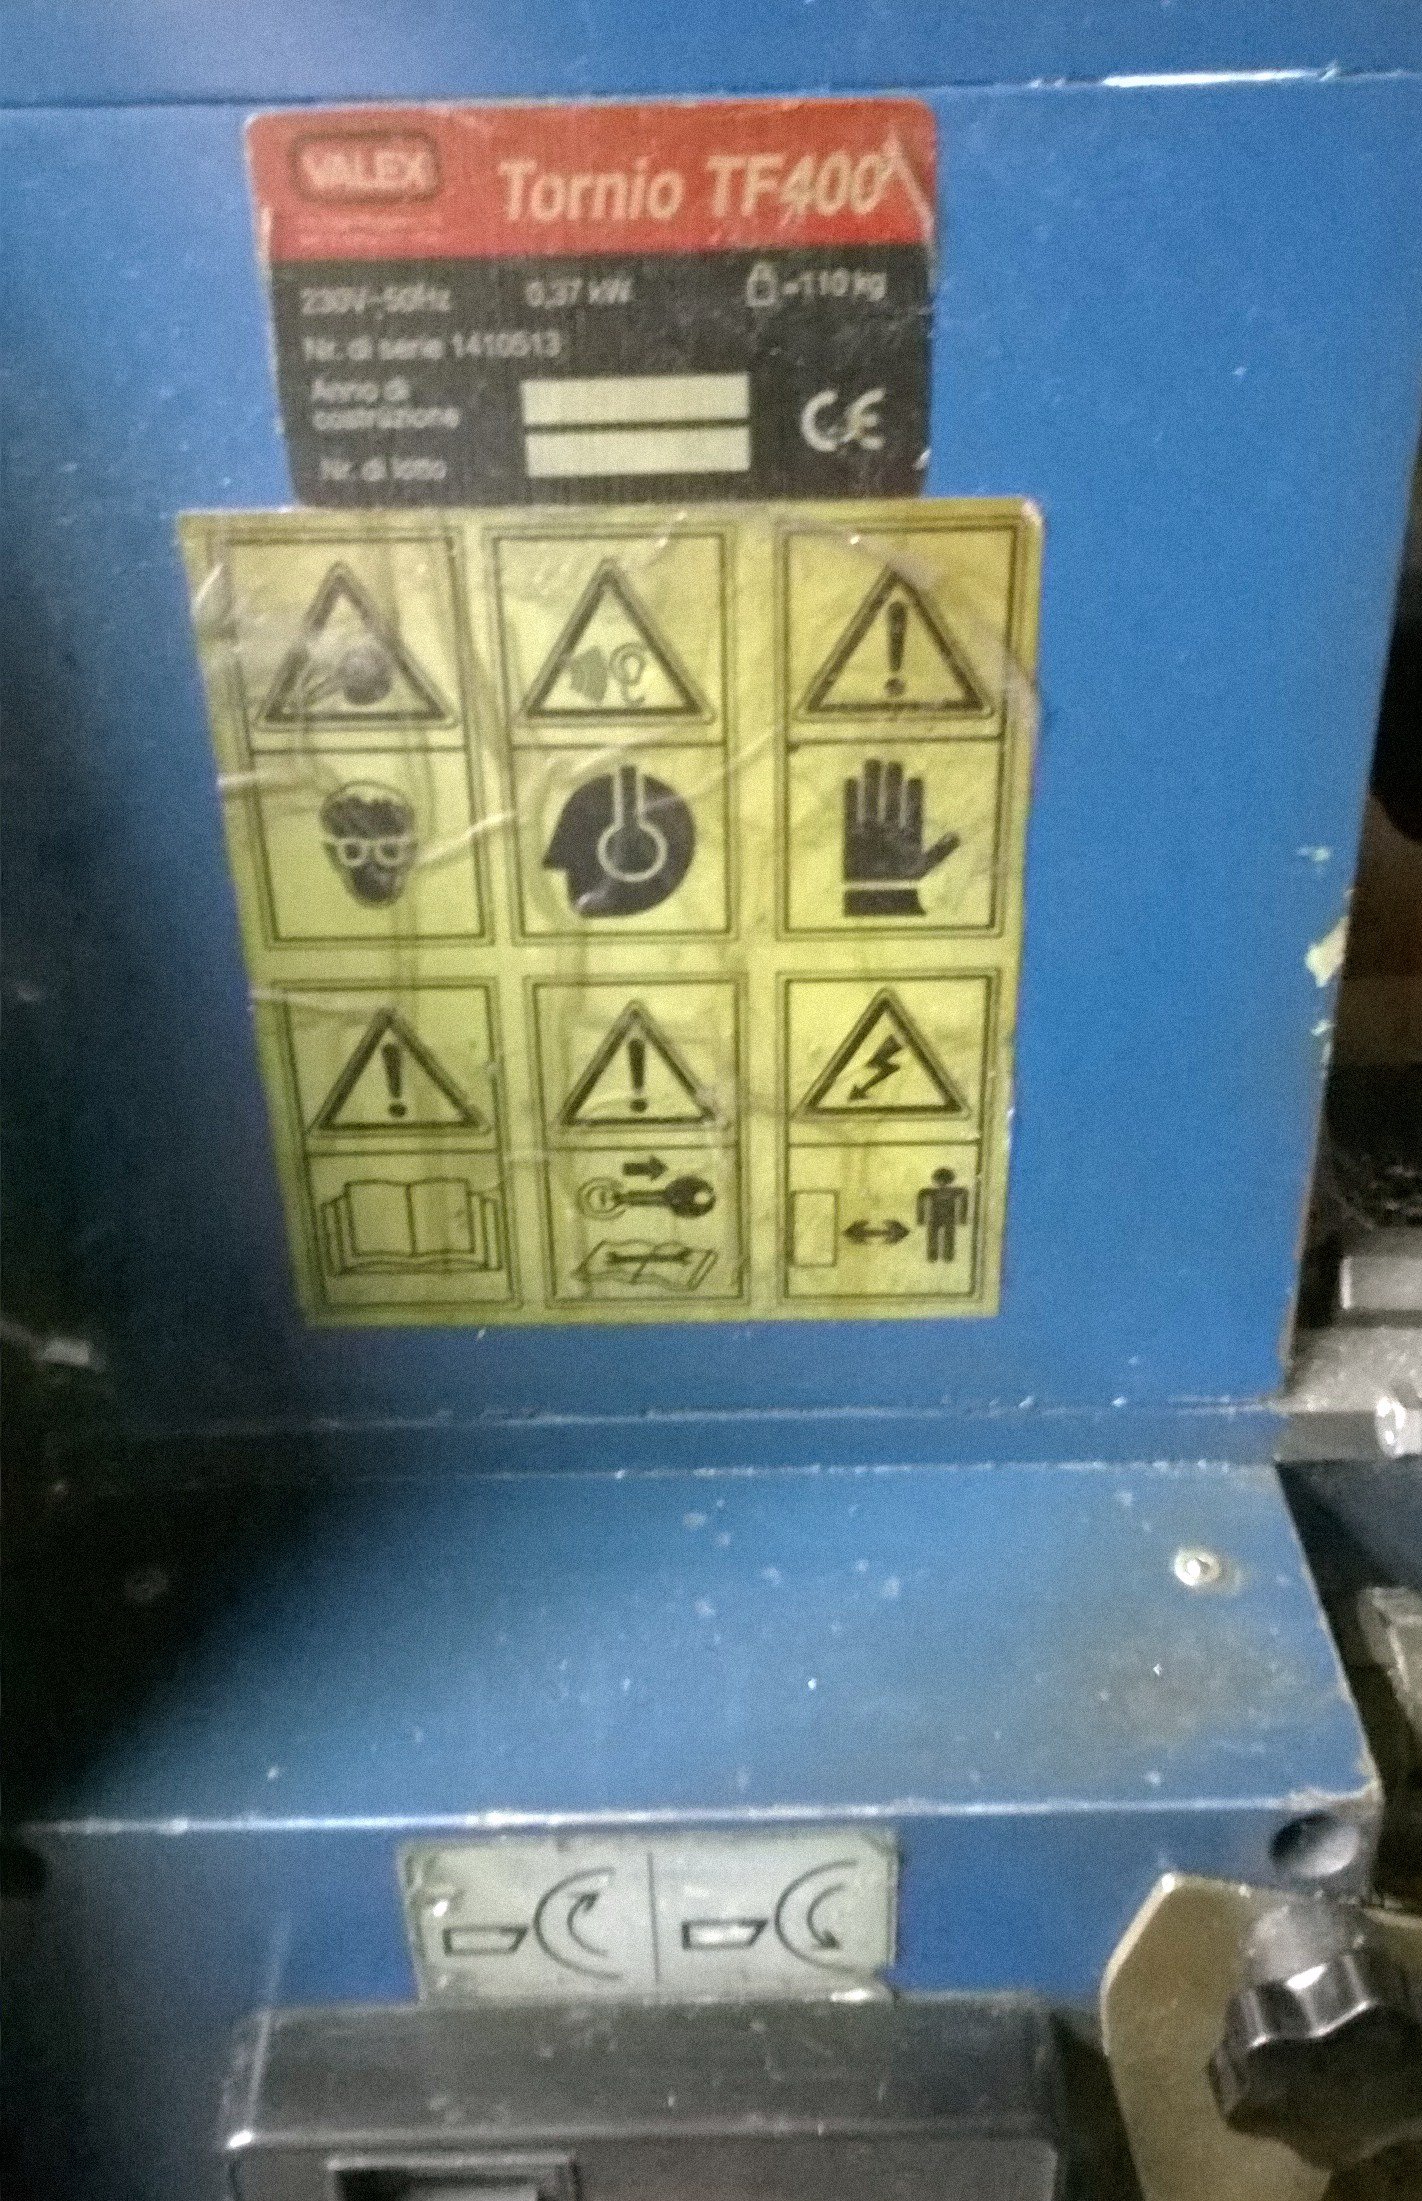 VALEX
Tornio TF400
230V~50Hz 0,37 kW =110 kg
Nr. di serie 1410513
Anno di
costruzione
CE
Nr. di lotto